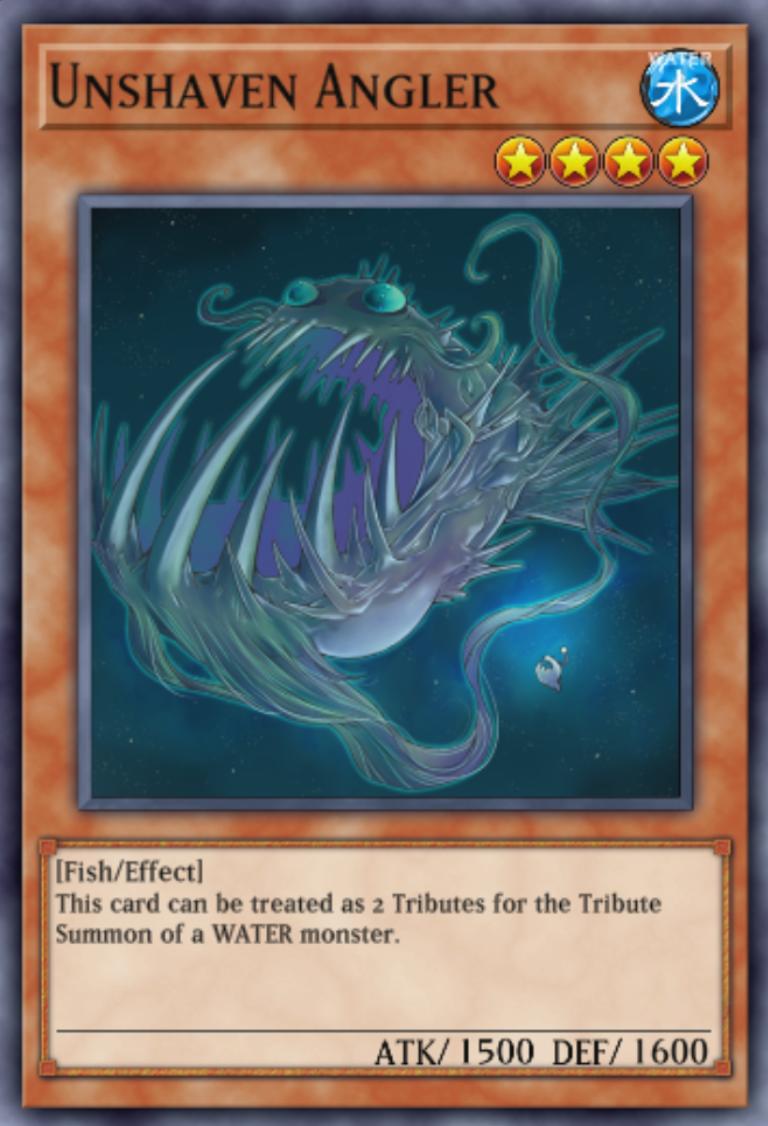 Unshaven Angler
WATER
水
[Fish/Effect]
This card can be treated as 2 Tributes for the Tribute
Summon of a WATER monster.
ATK/ 1500 DEF/ 1600